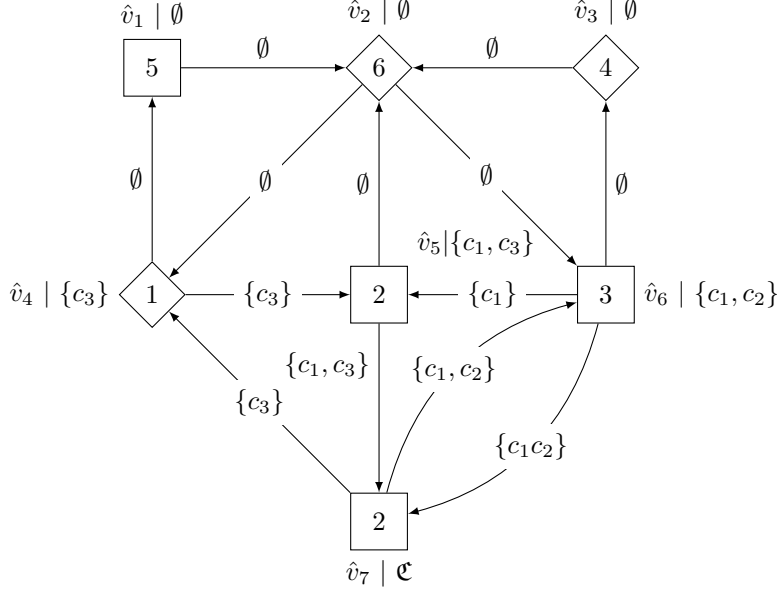 v̂₁ | ∅
v̂₂ | ∅
v̂₃ | ∅
5
∅
6
∅
4
∅
∅
∅
∅
∅
v̂₅|{c₁, c₃}
v̂₄ | {c₃}
1
{c₃}
2
{c₁}
3
v̂₆ | {c₁, c₂}
{c₁, c₃}
{c₁, c₂}
{c₃}
{c₁c₂}
2
v̂₇ | ℭ